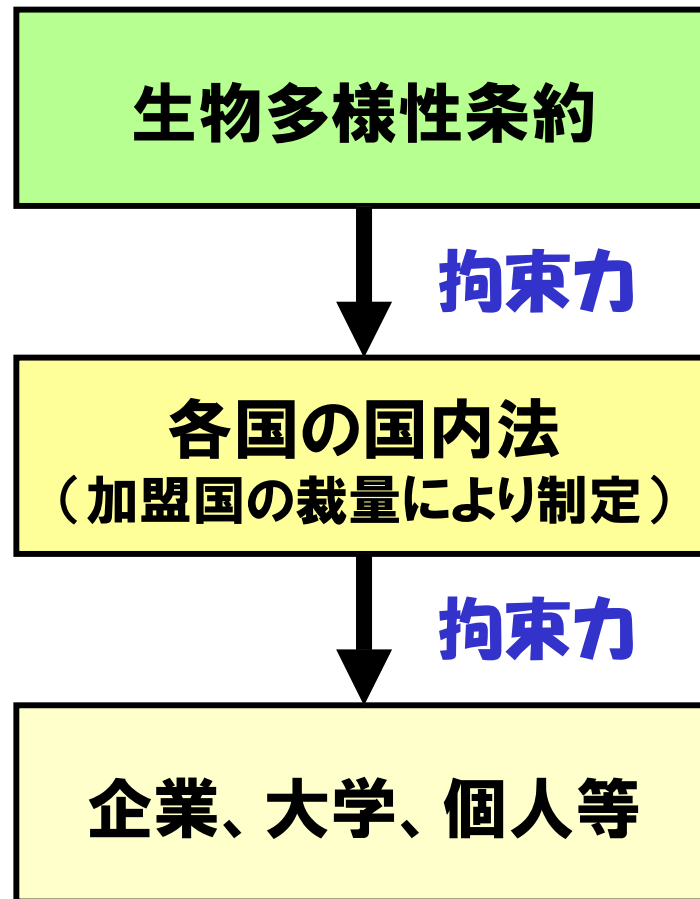 生物多様性条約
拘束力
各国の国内法
（加盟国の裁量により制定）
拘束力
企業、大学、個人等